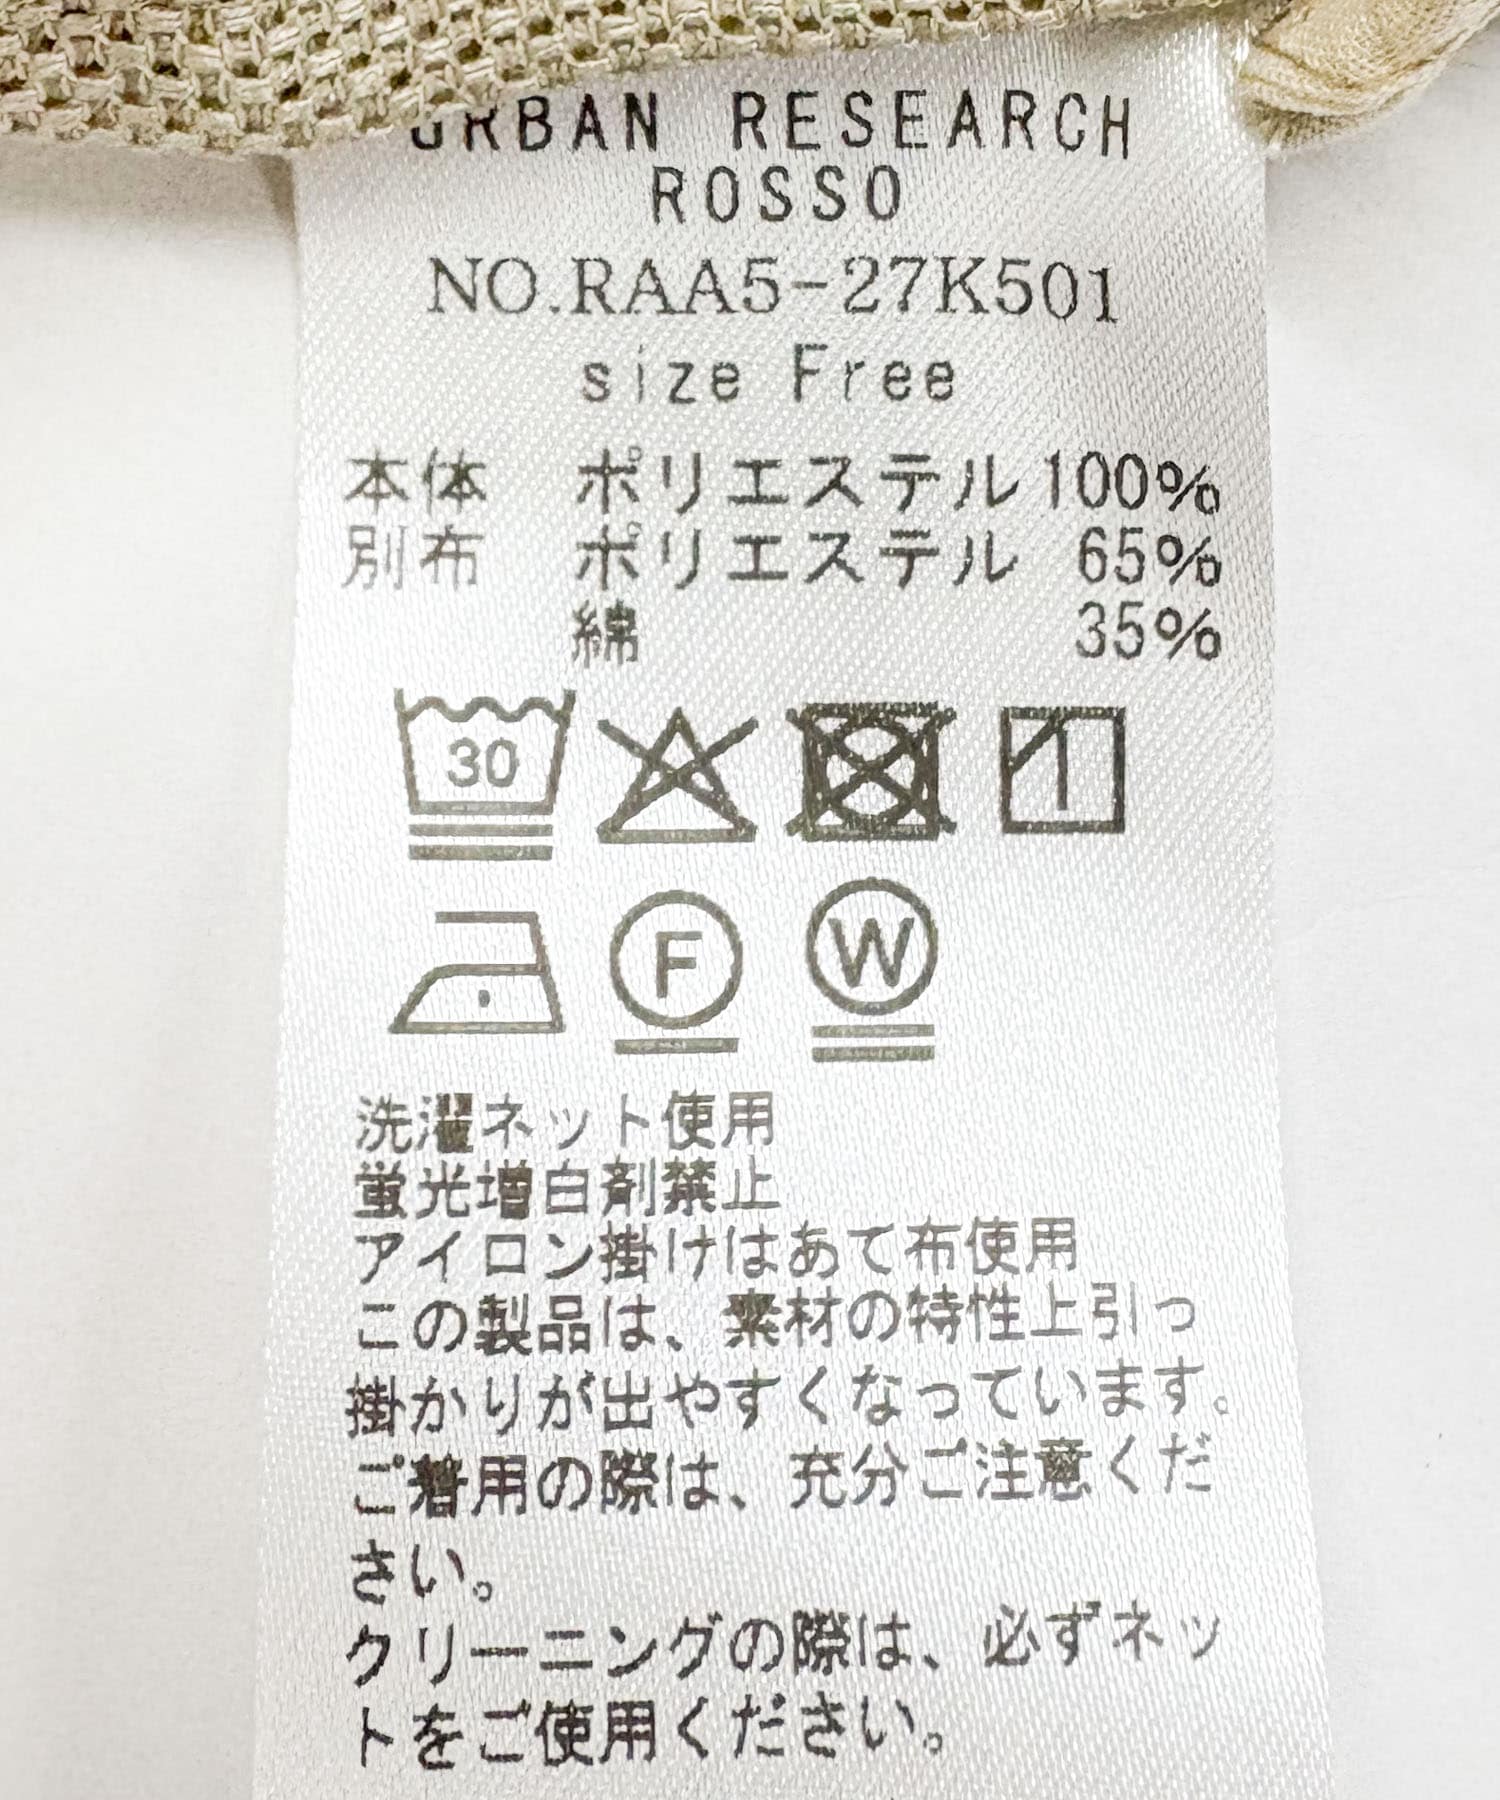 URBAN RESEARCH
ROSSO
NO.RAA5-27K501
size Free
本体 ポリエステル 100%
別布 ポリエステル 65%
綿 35%
30
F W
洗濯ネット使用
蛍光増白剤禁止
アイロン掛けはあて布使用
この製品は、素材の特性上引っ
掛かりが出やすくなっています。
ご着用の際は、充分ご注意くだ
さい。
クリーニングの際は、必ずネッ
トをご使用ください。